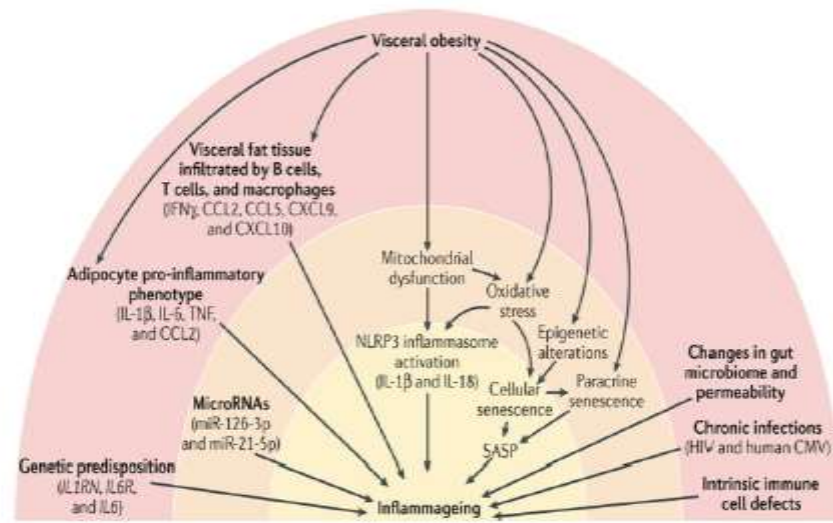 Visceral obesity
Visceral fat tissue
infiltrated by B cells,
T cells, and macrophages
(IFNγ, CCL2, CCL5, CXCL9,
and CXCL10)
Adipocyte pro-inflammatory
phenotype
(IL-1β, IL-6, TNF,
and CCL2)
Mitochondrial
dysfunction
Oxidative
stress
NLRP3 inflammasome
activation
(IL-1β and IL-18)
Epigenetic
alterations
Cellular
senescence
Paracrine
senescence
SASP
Changes in gut
microbiome and
permeability
MicroRNAs
(miR-126-3p
and miR-21-5p)
Chronic infections
(HIV and human CMV)
Genetic predisposition
(IL1RN, IL6R,
and IL6)
Intrinsic immune
cell defects
Inflammageing